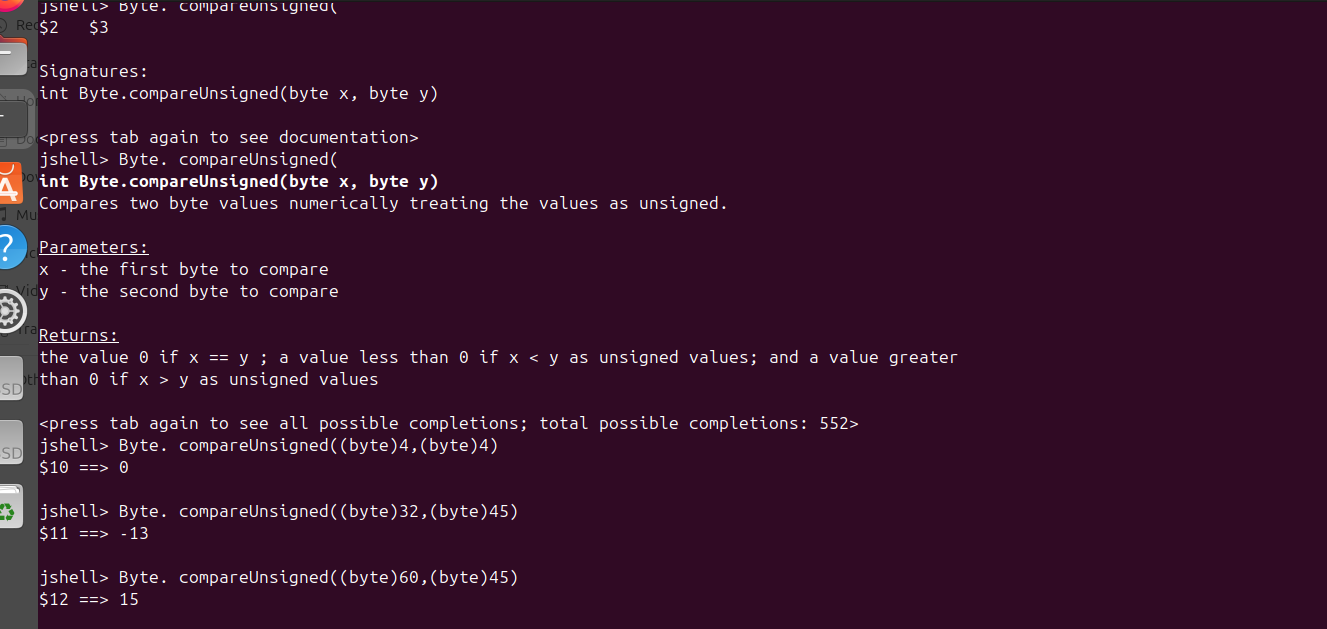 jshell> Byte. compareUnsigned(
$2   $3
Signatures:
int Byte.compareUnsigned(byte x, byte y)
<press tab again to see documentation>
jshell> Byte. compareUnsigned(
int Byte.compareUnsigned(byte x, byte y)
Compares two byte values numerically treating the values as unsigned.
Parameters:
x - the first byte to compare
y - the second byte to compare
Returns:
the value 0 if x == y ; a value less than 0 if x < y as unsigned values; and a value greater
than 0 if x > y as unsigned values
<press tab again to see all possible completions; total possible completions: 552>
jshell> Byte. compareUnsigned((byte)4,(byte)4)
$10 ==> 0
jshell> Byte. compareUnsigned((byte)32,(byte)45)
$11 ==> -13
jshell> Byte. compareUnsigned((byte)60,(byte)45)
$12 ==> 15